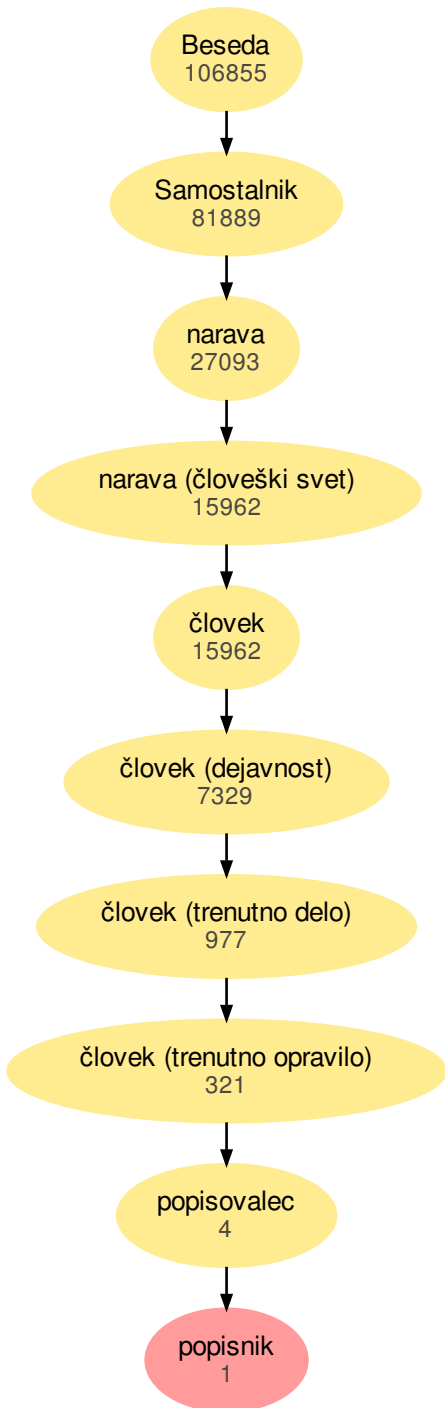 Beseda
106855
Samostalnik
81889
narava
27093
narava (človeški svet)
15962
človek
15962
človek (dejavnost)
7329
človek (trenutno delo)
977
človek (trenutno opravilo)
321
popisovalec
4
popisnik
1